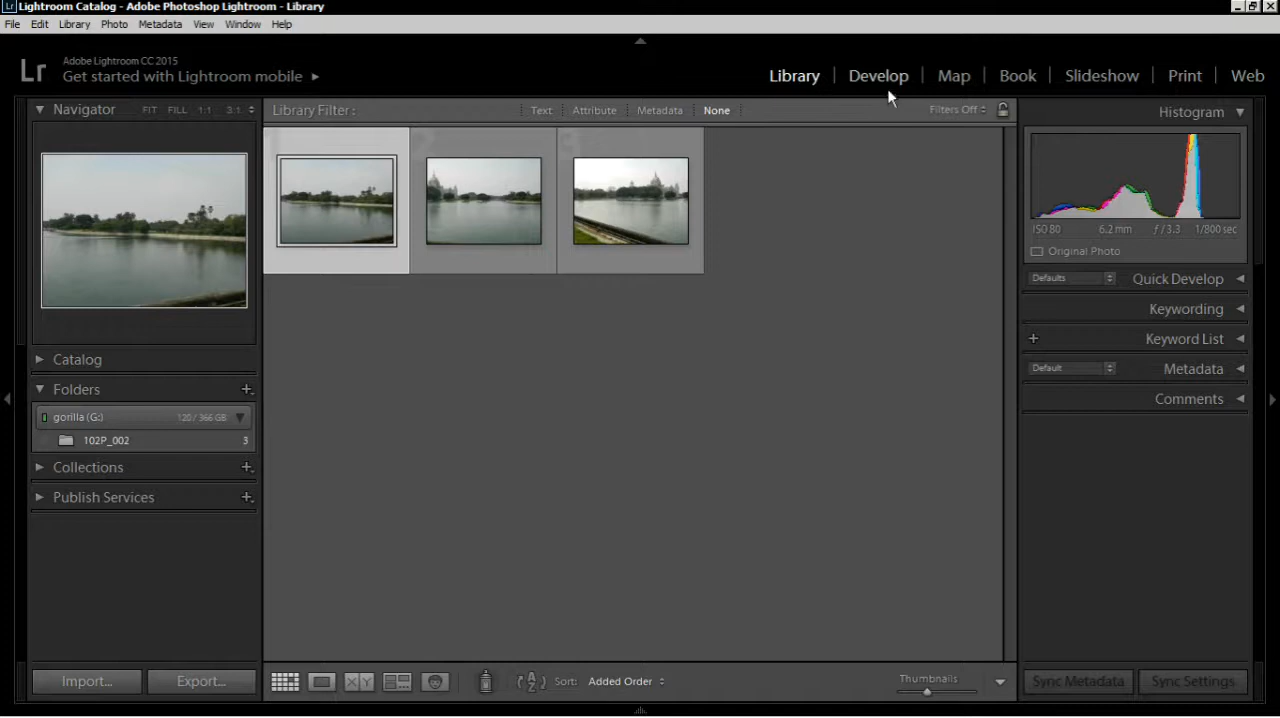 Lightroom Catalog - Adobe Photoshop Lightroom - Library
File Edit Library Photo Metadata View Window Help
Lr
Adobe Lightroom CC 2015
Get started with Lightroom mobile
Library Develop Map Book Slideshow Print Web
Navigator FIT FILL 1:1 3:1
Library Filter : Text Attribute Metadata None Filters Off
Histogram
ISO 80 6.2 mm ƒ / 3.3 1/800 sec
Original Photo
Defaults Quick Develop
Keywording
Keyword List
Default Metadata
Comments
Catalog
Folders
gorilla (G:) 120 / 366 GB
102P_002 3
Collections
Publish Services
Import... Export...
Sort: Added Order
Thumbnails
Sync Metadata Sync Settings